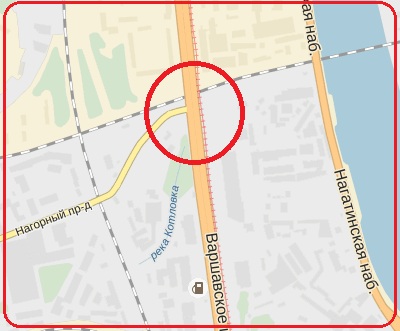 ая наб.
Нагорный пр-д
река Котловка
Варшавское
Нагатинская наб.